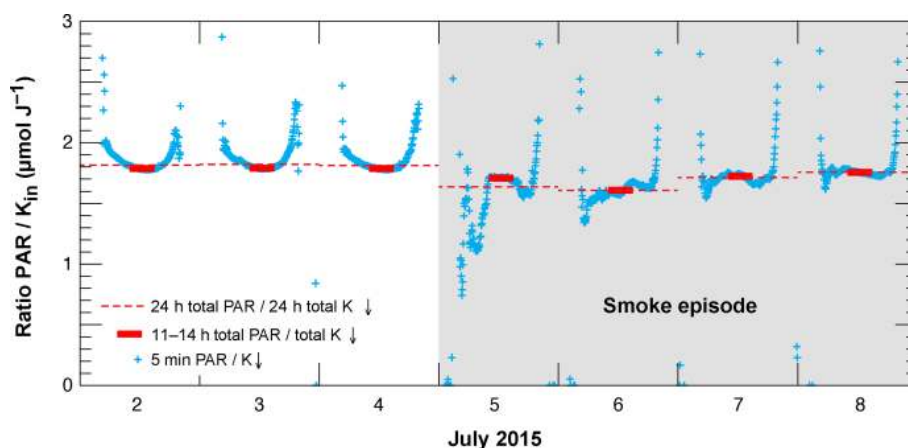 3
2
1
0
Ratio PAR / Kin (μmol J−1)
24 h total PAR / 24 h total K ↓
11–14 h total PAR / total K ↓
5 min PAR / K↓
Smoke episode
2 3 4 5 6 7 8
July 2015